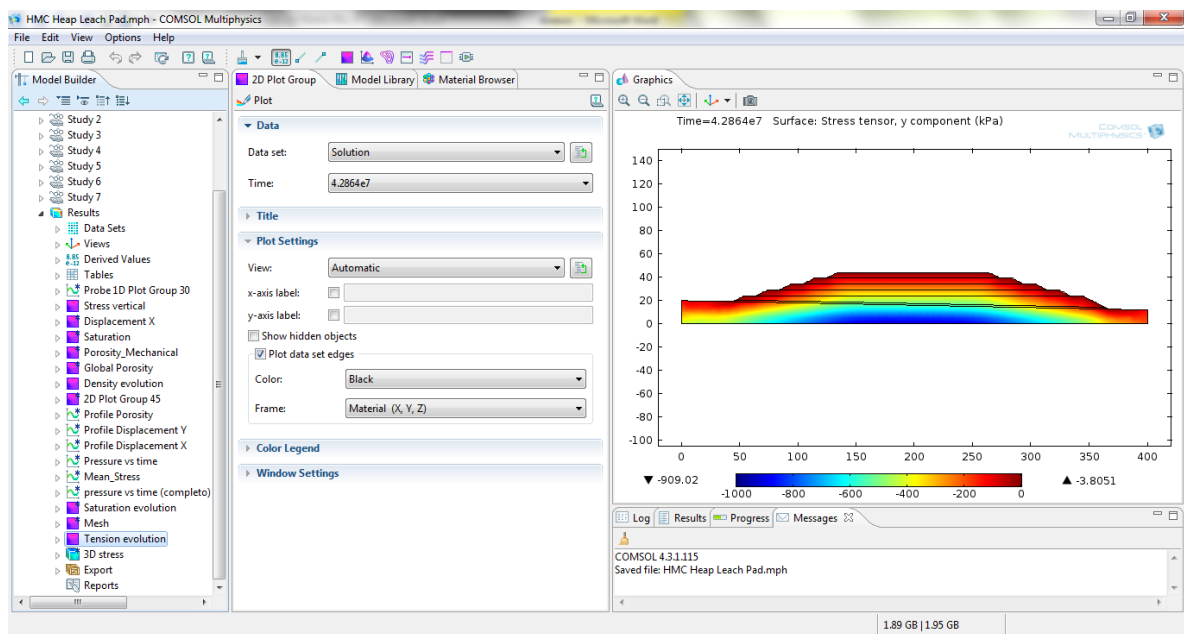 HMC Heap Leach Pad.mph - COMSOL Multiphysics
File Edit View Options Help
Model Builder
Study 2
Study 3
Study 4
Study 5
Study 6
Study 7
Results
Data Sets
Views
8.85 e-12 Derived Values
Tables
Probe 1D Plot Group 30
Stress vertical
Displacement X
Saturation
Porosity_Mechanical
Global Porosity
Density evolution
2D Plot Group 45
Profile Porosity
Profile Displacement Y
Profile Displacement X
Pressure vs time
Mean_Stress
pressure vs time (completo)
Saturation evolution
Mesh
Tension evolution
3D stress
Export
Reports
2D Plot Group Model Library Material Browser
Plot
Data
Data set: Solution
Time: 4.2864e7
Title
Plot Settings
View: Automatic
x-axis label:
y-axis label:
Show hidden objects
Plot data set edges
Color: Black
Frame: Material (X, Y, Z)
Color Legend
Window Settings
Graphics
Time=4.2864e7 Surface: Stress tensor, y component (kPa)
COMSOL
MULTIPHYSICS
140
120
100
80
60
40
20
0
-20
-40
-60
-80
-100
0 50 100 150 200 250 300 350 400
▼ -909.02 ▲ -3.8051
-1000 -800 -600 -400 -200 0
Log Results Progress Messages
COMSOL 4.3.1.115
Saved file: HMC Heap Leach Pad.mph
1.89 GB | 1.95 GB